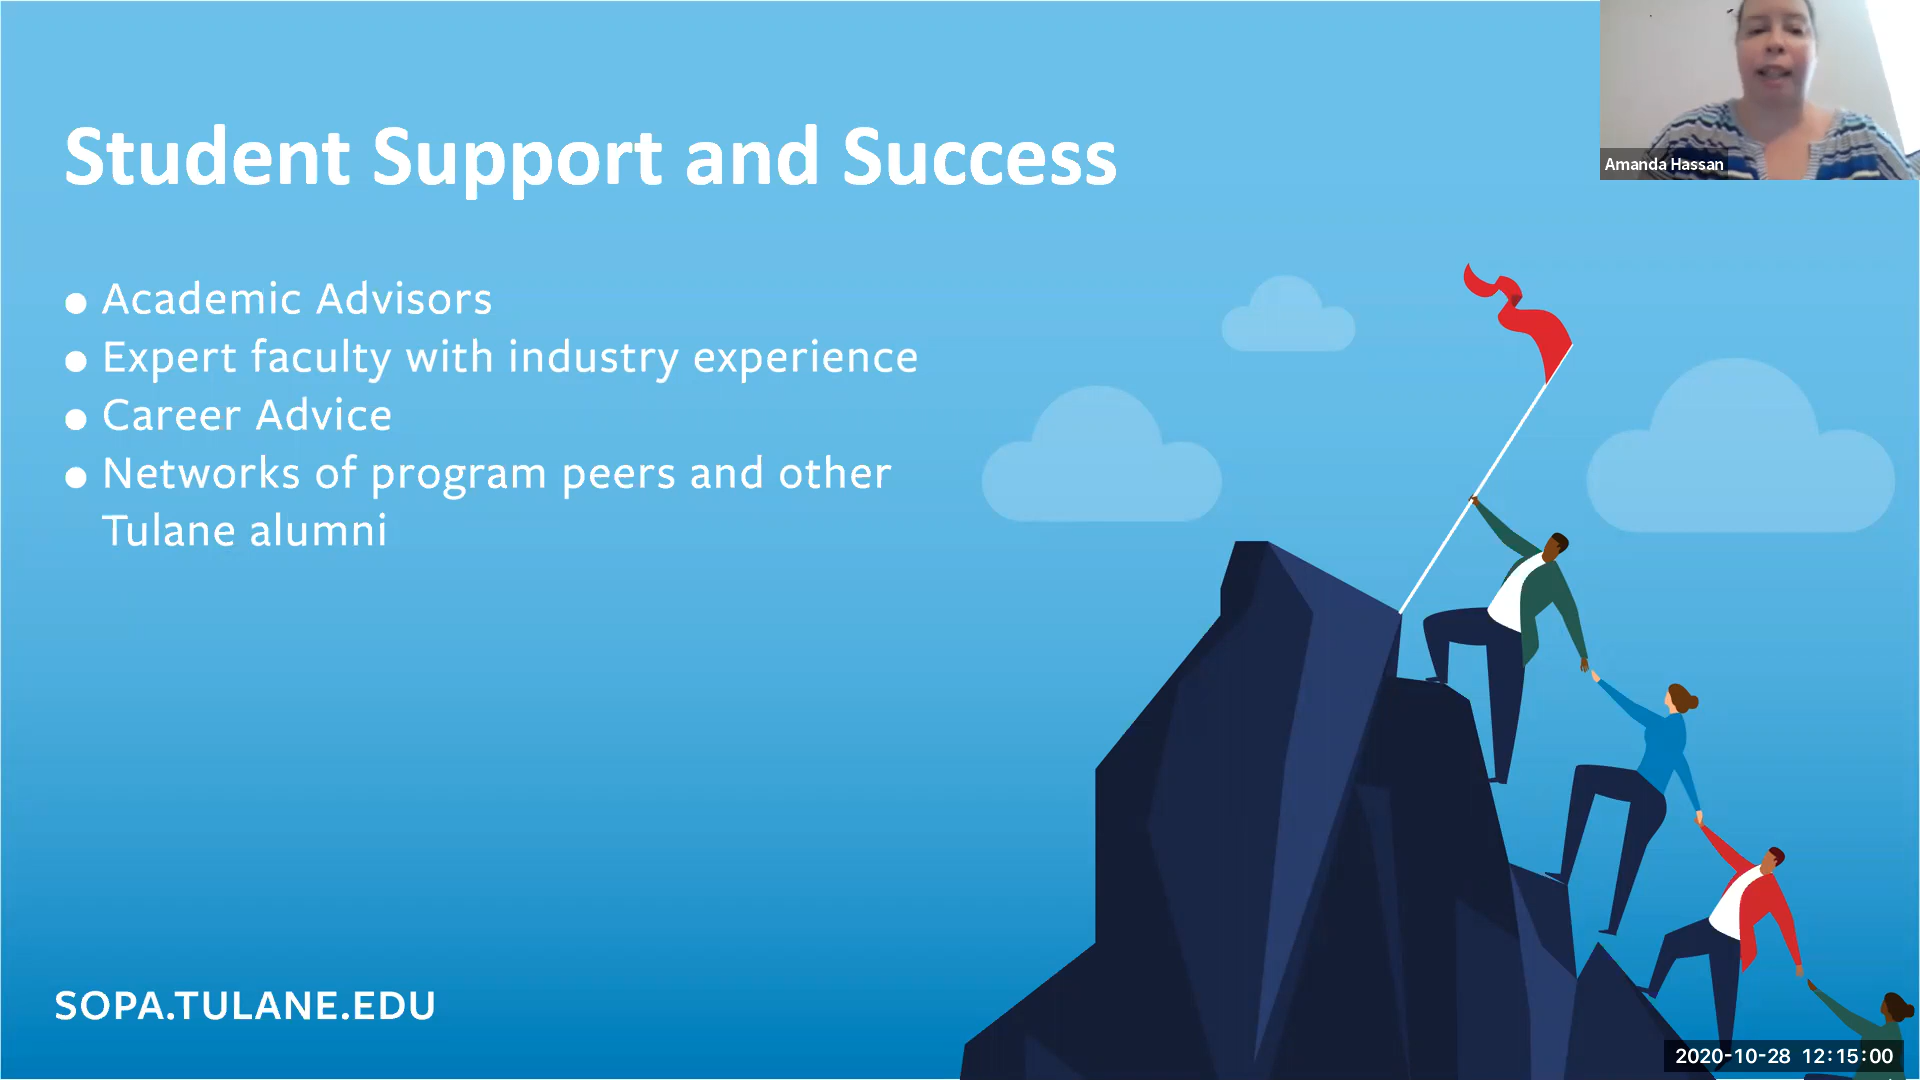 Student Support and Success
Amanda Hassan
● Academic Advisors
● Expert faculty with industry experience
● Career Advice
● Networks of program peers and other
Tulane alumni
SOPA.TULANE.EDU
2020-10-28 12:15:00